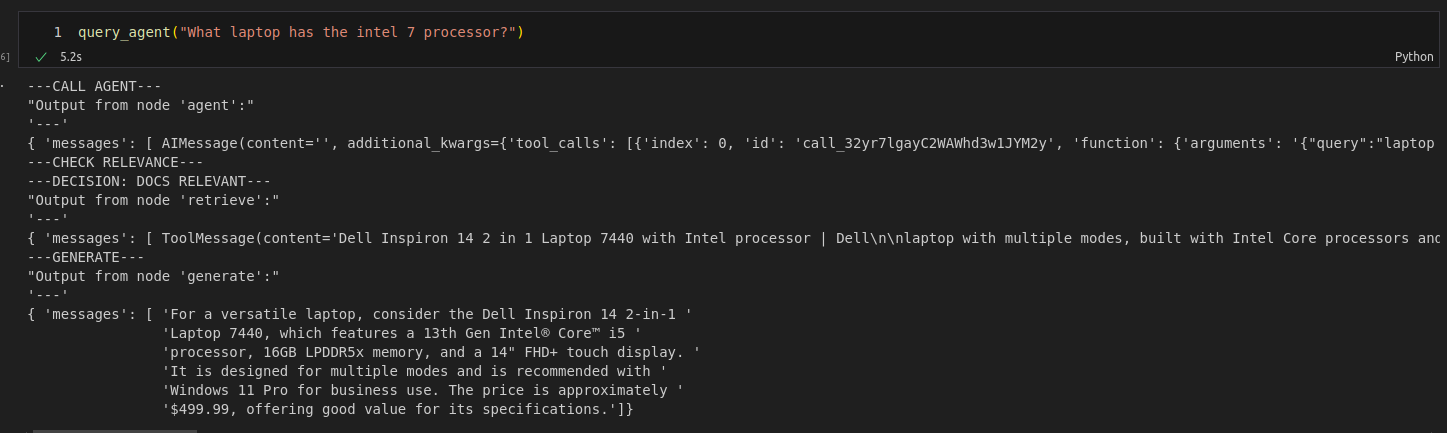 1 query_agent("What laptop has the intel 7 processor?")
6] ✓ 5.2s Python
---CALL AGENT---
"Output from node 'agent':"
'---'
{ 'messages': [ AIMessage(content='', additional_kwargs={'tool_calls': [{'index': 0, 'id': 'call_32yr7lgayC2WAWhd3w1JYM2y', 'function': {'arguments': '{"query":"laptop
---CHECK RELEVANCE---
---DECISION: DOCS RELEVANT---
"Output from node 'retrieve':"
'---'
{ 'messages': [ ToolMessage(content='Dell Inspiron 14 2 in 1 Laptop 7440 with Intel processor | Dell\n\nlaptop with multiple modes, built with Intel Core processors and
---GENERATE---
"Output from node 'generate':"
'---'
{ 'messages': [ 'For a versatile laptop, consider the Dell Inspiron 14 2-in-1 '
'Laptop 7440, which features a 13th Gen Intel® Core™ i5 '
'processor, 16GB LPDDR5x memory, and a 14" FHD+ touch display. '
'It is designed for multiple modes and is recommended with '
'Windows 11 Pro for business use. The price is approximately '
'$499.99, offering good value for its specifications.']}